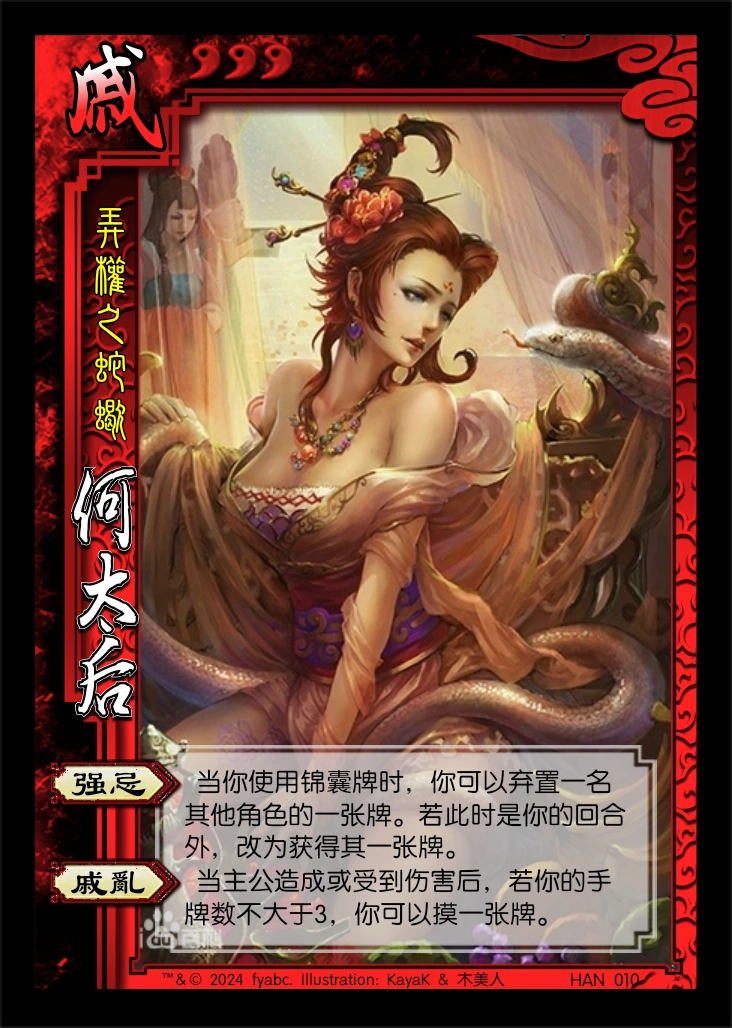 戚
弄權之蛇蠍
何太后
强忌
当你使用锦囊牌时，你可以弃置一名
其他角色的一张牌。若此时是你的回合
外，改为获得其一张牌。
戚亂
当主公造成或受到伤害后，若你的手
牌数不大于3，你可以摸一张牌。
™&© 2024 fyabc. Illustration: KayaK & 木美人
HAN 010